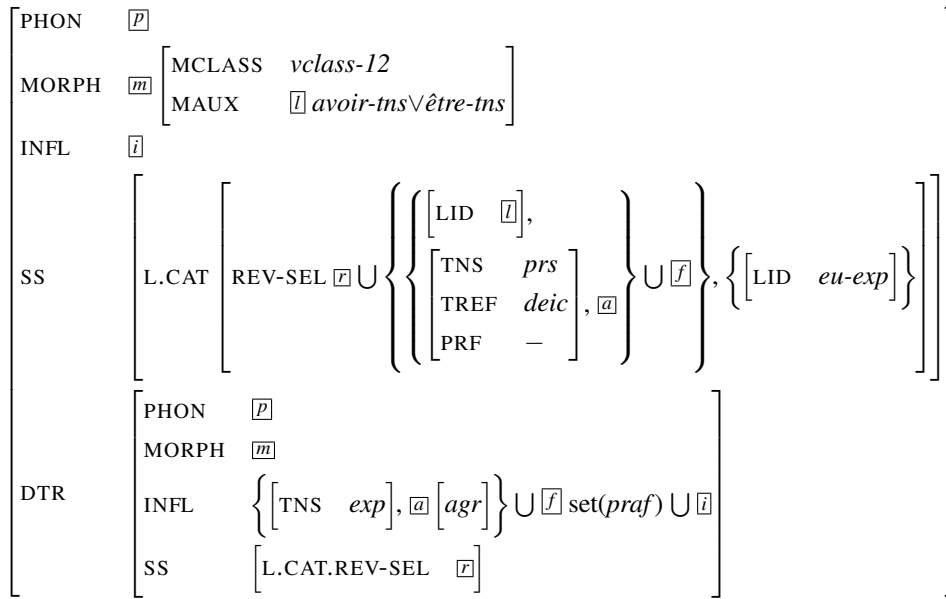 PHON p
MORPH m MCLASS vclass-12
MAUX l avoir-tns∨être-tns
INFL i
SS L.CAT REV-SEL r ∪ { { { LID l ,
TNS prs
TREF deic , a
PRF − } ∪ f } , { LID eu-exp } }
DTR PHON p
MORPH m
INFL { [ TNS exp ] , a [ agr ] } ∪ f set(praf) ∪ i
SS [ L.CAT.REV-SEL r ]